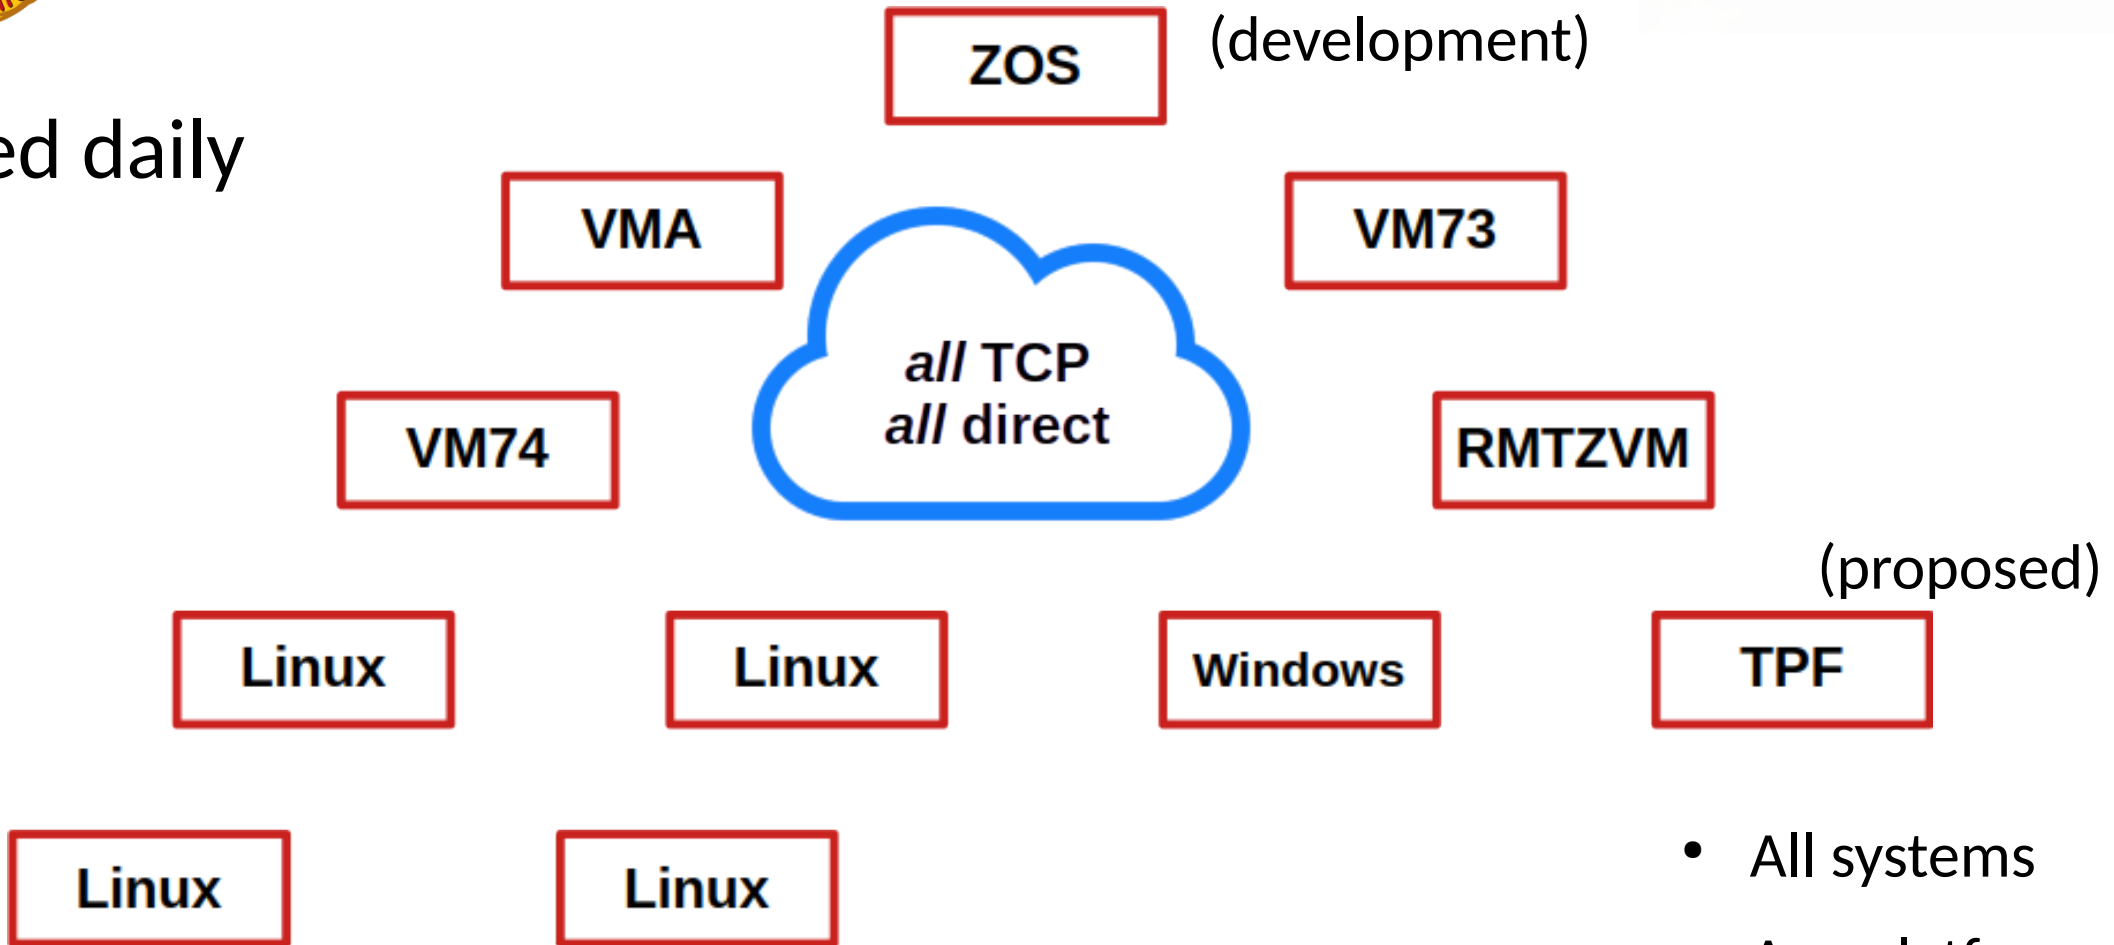 ZOS (development)
daily
VMA VM73
all TCP
all direct
VM74 RMTZVM
(proposed)
Linux Linux Windows TPF
All systems
Linux Linux